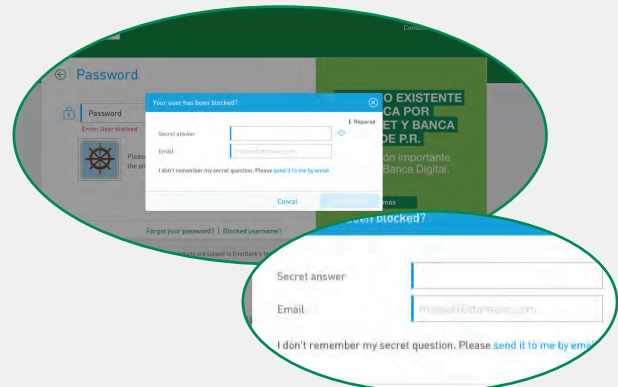 Password
Password
Error: User blocked
Your user has been blocked?
Required
Secret answer
Email
I don't remember my secret question. Please send it to me by email
Cancel
Forgot your password? | Blocked username?
O EXISTENTE
CA POR
ET Y BANCA
DE P.R.
ón importante
Banca Digital.
más
been blocked?
Secret answer
Email
I don't remember my secret question. Please send it to me by email